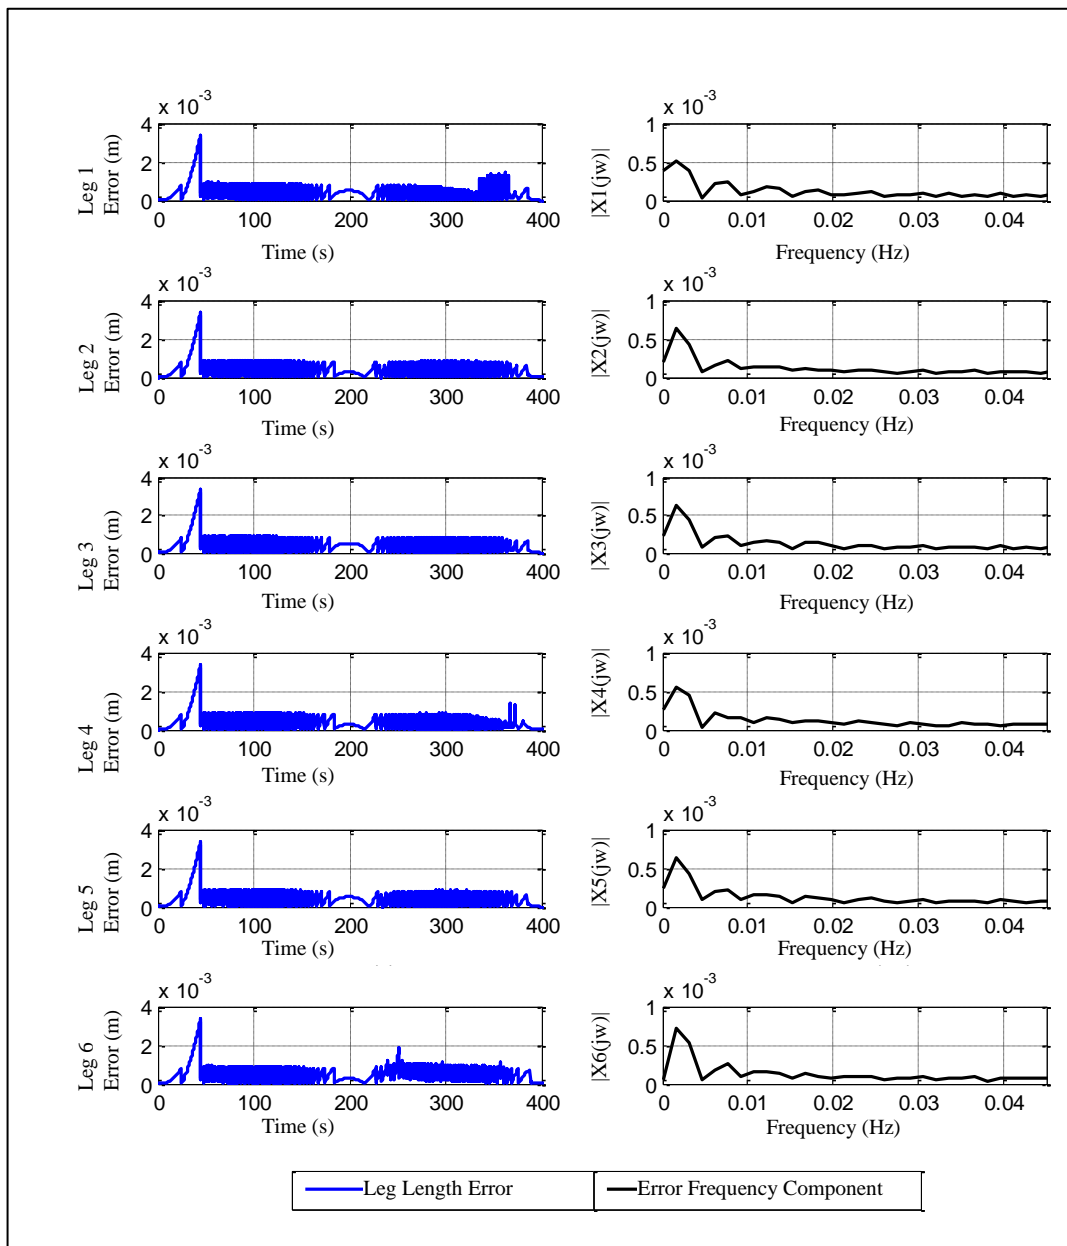 x 10-3
x 10-3
4
2
0
Leg 1
Error (m)
0 100 200 300 400
Time (s)
1
0.5
0
|X1(jw)|
0 0.01 0.02 0.03 0.04
Frequency (Hz)
x 10-3
x 10-3
4
2
0
Leg 2
Error (m)
0 100 200 300 400
Time (s)
1
0.5
0
|X2(jw)|
0 0.01 0.02 0.03 0.04
Frequency (Hz)
x 10-3
x 10-3
4
2
0
Leg 3
Error (m)
0 100 200 300 400
Time (s)
1
0.5
0
|X3(jw)|
0 0.01 0.02 0.03 0.04
Frequency (Hz)
x 10-3
x 10-3
4
2
0
Leg 4
Error (m)
0 100 200 300 400
Time (s)
1
0.5
0
|X4(jw)|
0 0.01 0.02 0.03 0.04
Frequency (Hz)
x 10-3
x 10-3
4
2
0
Leg 5
Error (m)
0 100 200 300 400
Time (s)
1
0.5
0
|X5(jw)|
0 0.01 0.02 0.03 0.04
Frequency (Hz)
x 10-3
x 10-3
4
2
0
Leg 6
Error (m)
0 100 200 300 400
Time (s)
1
0.5
0
|X6(jw)|
0 0.01 0.02 0.03 0.04
Frequency (Hz)
Leg Length Error
Error Frequency Component